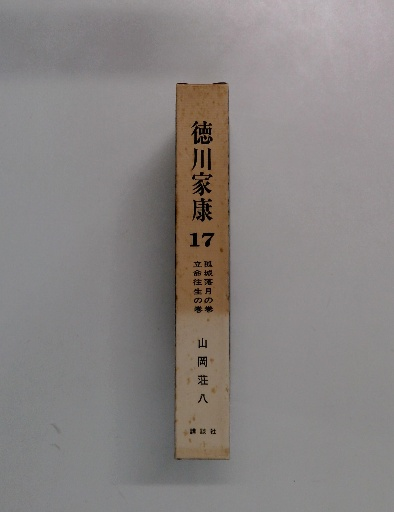 徳川家康
17
孤城落月の巻
立命往生の巻
山岡荘八
講談社